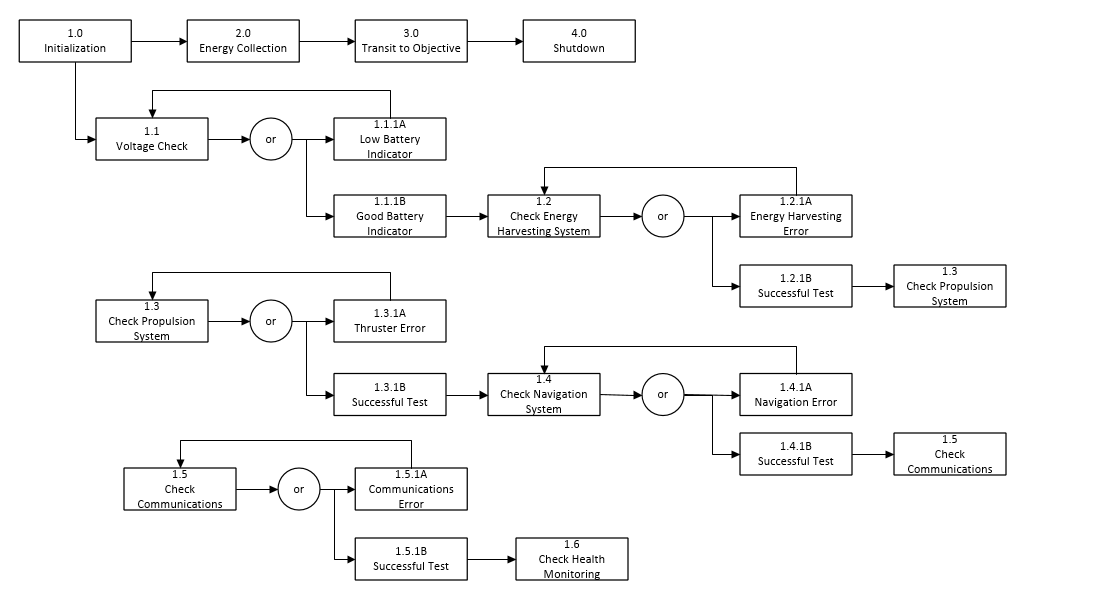 1.0
Initialization
2.0
Energy Collection
3.0
Transit to Objective
4.0
Shutdown
1.1
Voltage Check
or
1.1.1A
Low Battery
Indicator
1.1.1B
Good Battery
Indicator
1.2
Check Energy
Harvesting System
or
1.2.1A
Energy Harvesting
Error
1.2.1B
Successful Test
1.3
Check Propulsion
System
1.3
Check Propulsion
System
or
1.3.1A
Thruster Error
1.3.1B
Successful Test
1.4
Check Navigation
System
or
1.4.1A
Navigation Error
1.4.1B
Successful Test
1.5
Check
Communications
1.5
Check
Communications
or
1.5.1A
Communications
Error
1.5.1B
Successful Test
1.6
Check Health
Monitoring